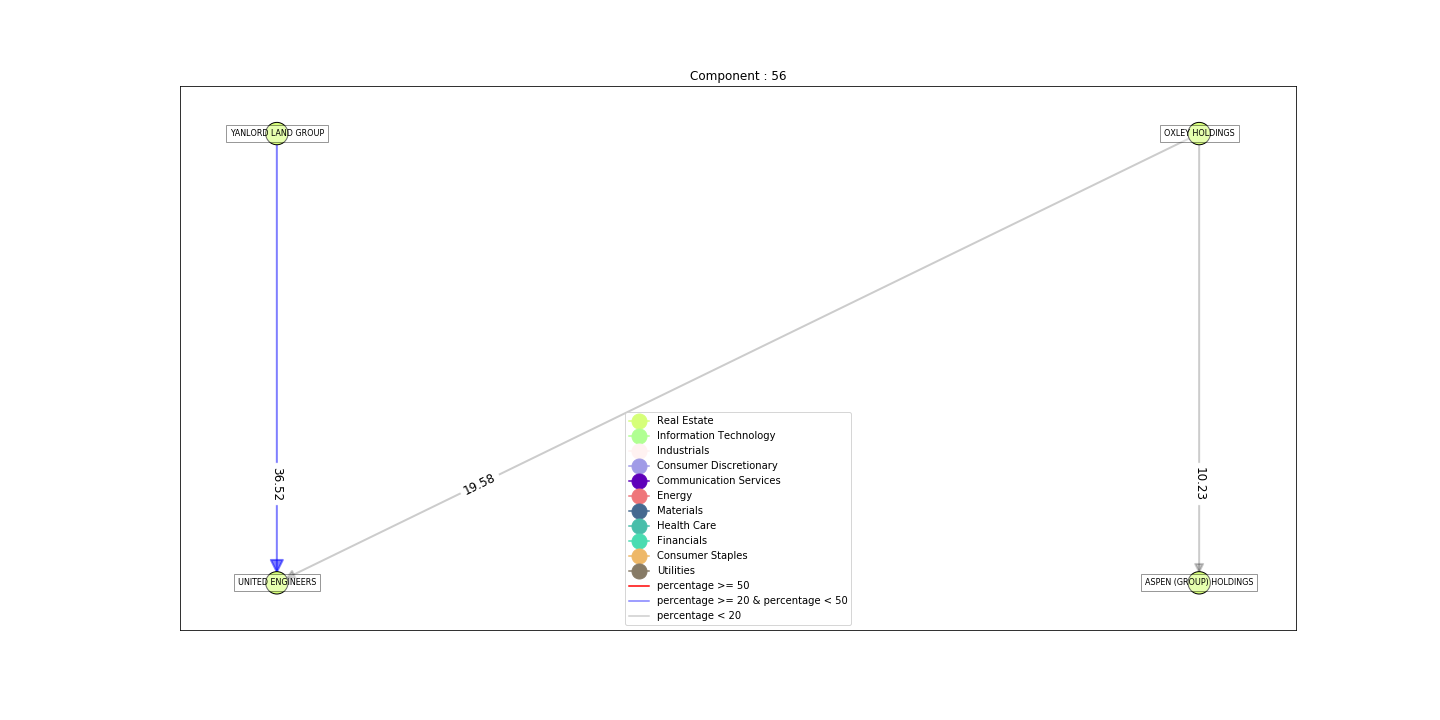 Component : 56
YANLORD LAND GROUP
OXLEY HOLDINGS
36.52
19.58
10.23
UNITED ENGINEERS
ASPEN (GROUP) HOLDINGS
Real Estate
Information Technology
Industrials
Consumer Discretionary
Communication Services
Energy
Materials
Health Care
Financials
Consumer Staples
Utilities
percentage >= 50
percentage >= 20 & percentage < 50
percentage < 20